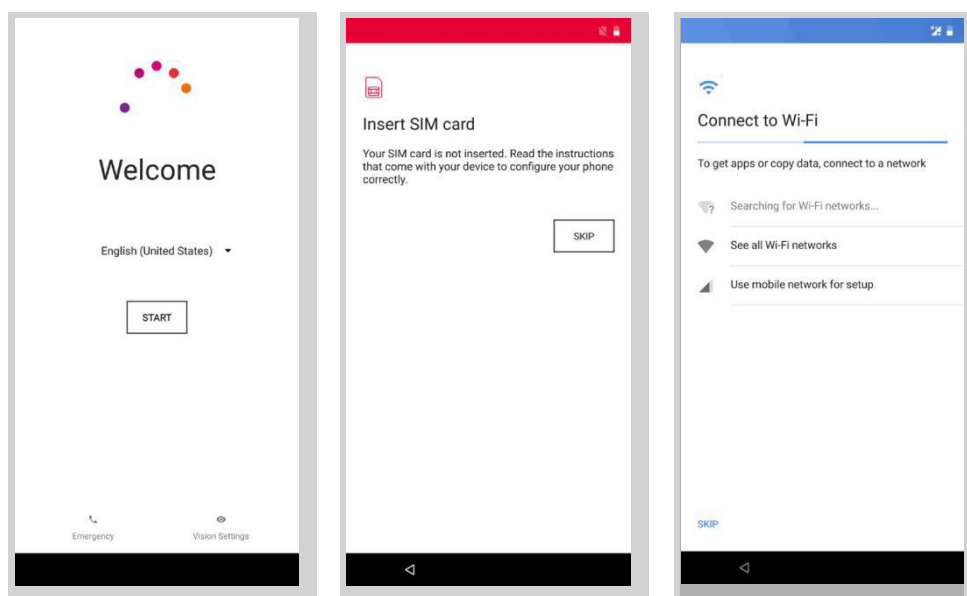 Welcome
English (United States)
START
Emergency
Vision Settings
Insert SIM card
Your SIM card is not inserted. Read the instructions
that come with your device to configure your phone
correctly.
SKIP
Connect to Wi-Fi
To get apps or copy data, connect to a network
Searching for Wi-Fi networks...
See all Wi-Fi networks
Use mobile network for setup
SKIP